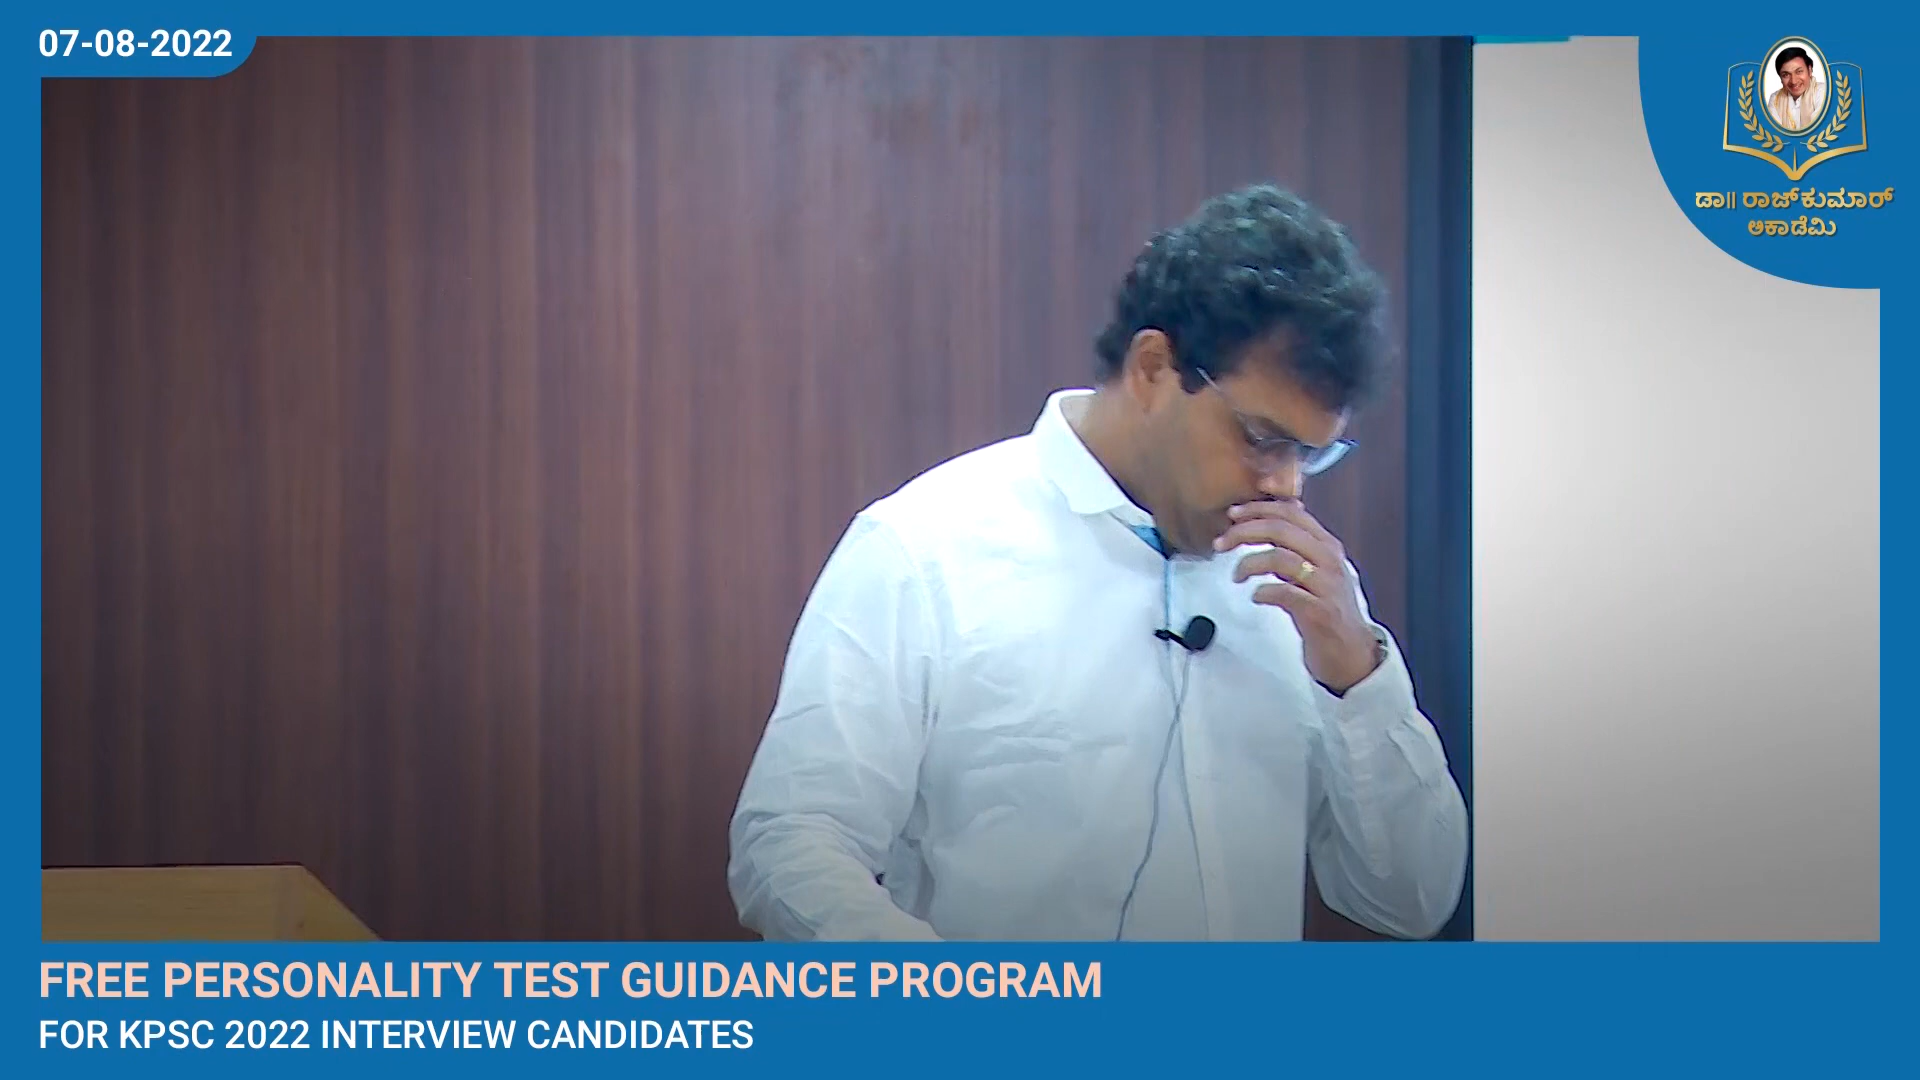 07-08-2022
ಡಾ|| ರಾಜ್‌ಕುಮಾರ್
ಅಕಾಡೆಮಿ
FREE PERSONALITY TEST GUIDANCE PROGRAM
FOR KPSC 2022 INTERVIEW CANDIDATES